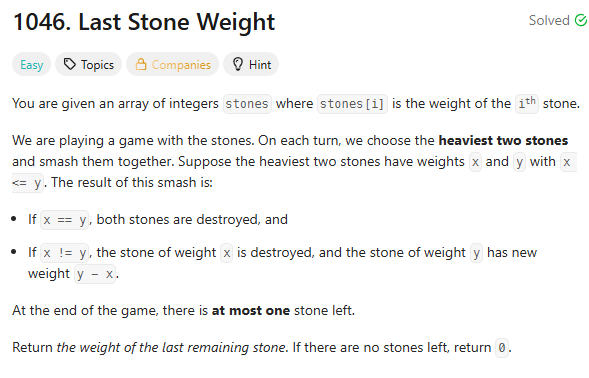 1046. Last Stone Weight
Solved
Easy Topics Companies Hint
You are given an array of integers stones where stones[i] is the weight of the ith stone.
We are playing a game with the stones. On each turn, we choose the heaviest two stones
and smash them together. Suppose the heaviest two stones have weights x and y with x
<= y. The result of this smash is:
• If x == y, both stones are destroyed, and
• If x != y, the stone of weight x is destroyed, and the stone of weight y has new
weight y - x.
At the end of the game, there is at most one stone left.
Return the weight of the last remaining stone. If there are no stones left, return 0.